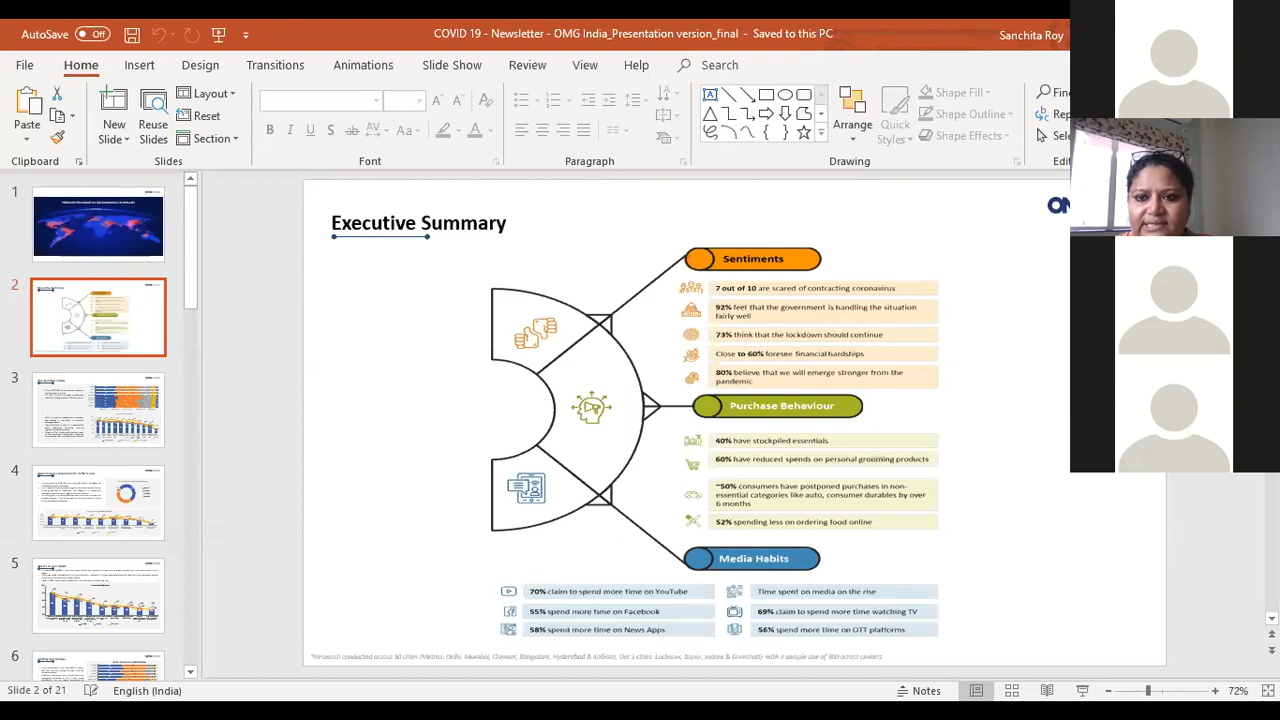 AutoSave Off
COVID 19 - Newsletter - OMG India_Presentation version_final - Saved to this PC
Sanchita Roy
File Home Insert Design Transitions Animations Slide Show Review View Help Search
Paste
New Slide
Reuse Slides
Layout
Reset
Section
B I U S ab AV Aa A
Arrange
Quick Styles
Shape Fill
Shape Outline
Shape Effects
Clipboard Slides Font Paragraph Drawing
1
2
3
4
5
6
Executive Summary
Sentiments
7 out of 10 are scared of contracting coronavirus
92% feel that the government is handling the situation
fairly well
73% think that the lockdown should continue
Close to 60% foresee financial hardships
80% believe that we will emerge stronger from the
pandemic
Purchase Behaviour
40% have stockpiled essentials
60% have reduced spends on personal grooming products
~50% consumers have postponed purchases in non-
essential categories like auto, consumer durables by over
6 months
52% spending less on ordering food online
Media Habits
70% claim to spend more time on YouTube
Time spent on media on the rise
55% spend more time on Facebook
69% claim to spend more time watching TV
58% spend more time on News Apps
56% spend more time on OTT platforms
Slide 2 of 21 English (India) Notes 72%